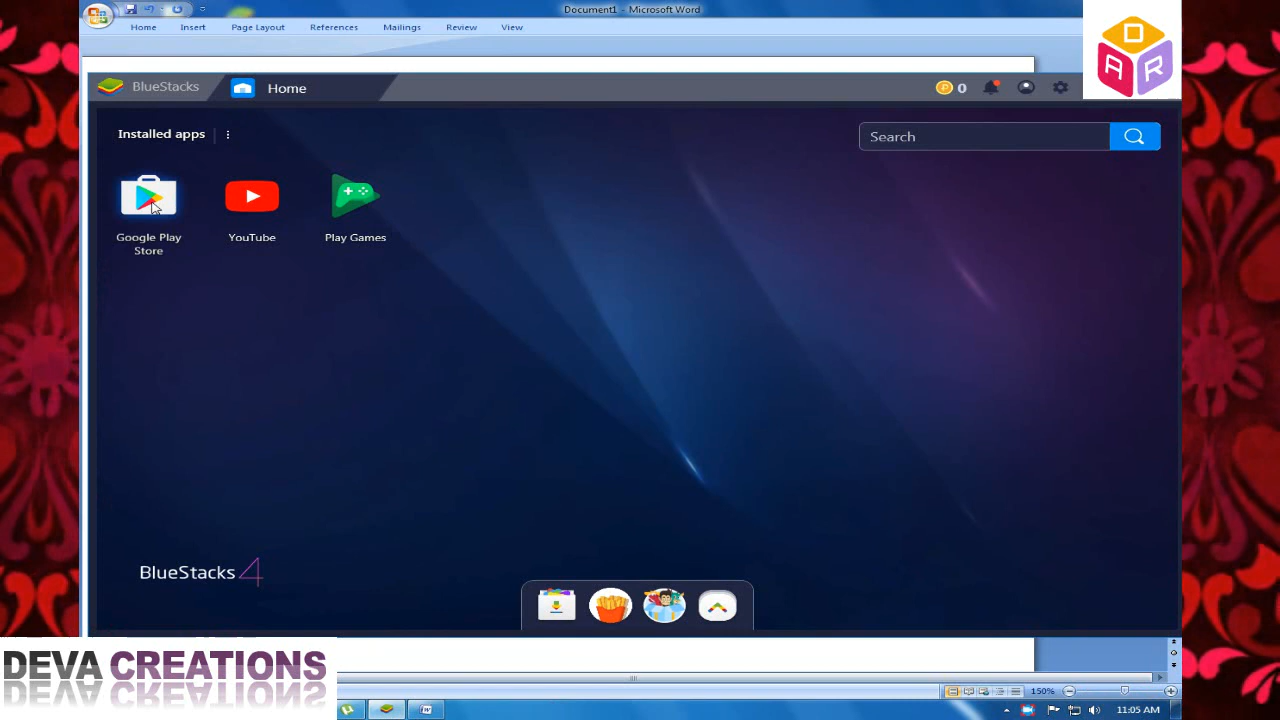 Document1 - Microsoft Word
Home Insert Page Layout References Mailings Review View
D
A R
BlueStacks Home
P 0
Installed apps
Search
Google Play
Store
YouTube
Play Games
BlueStacks 4
DEVA CREATIONS
150%
11:05 AM